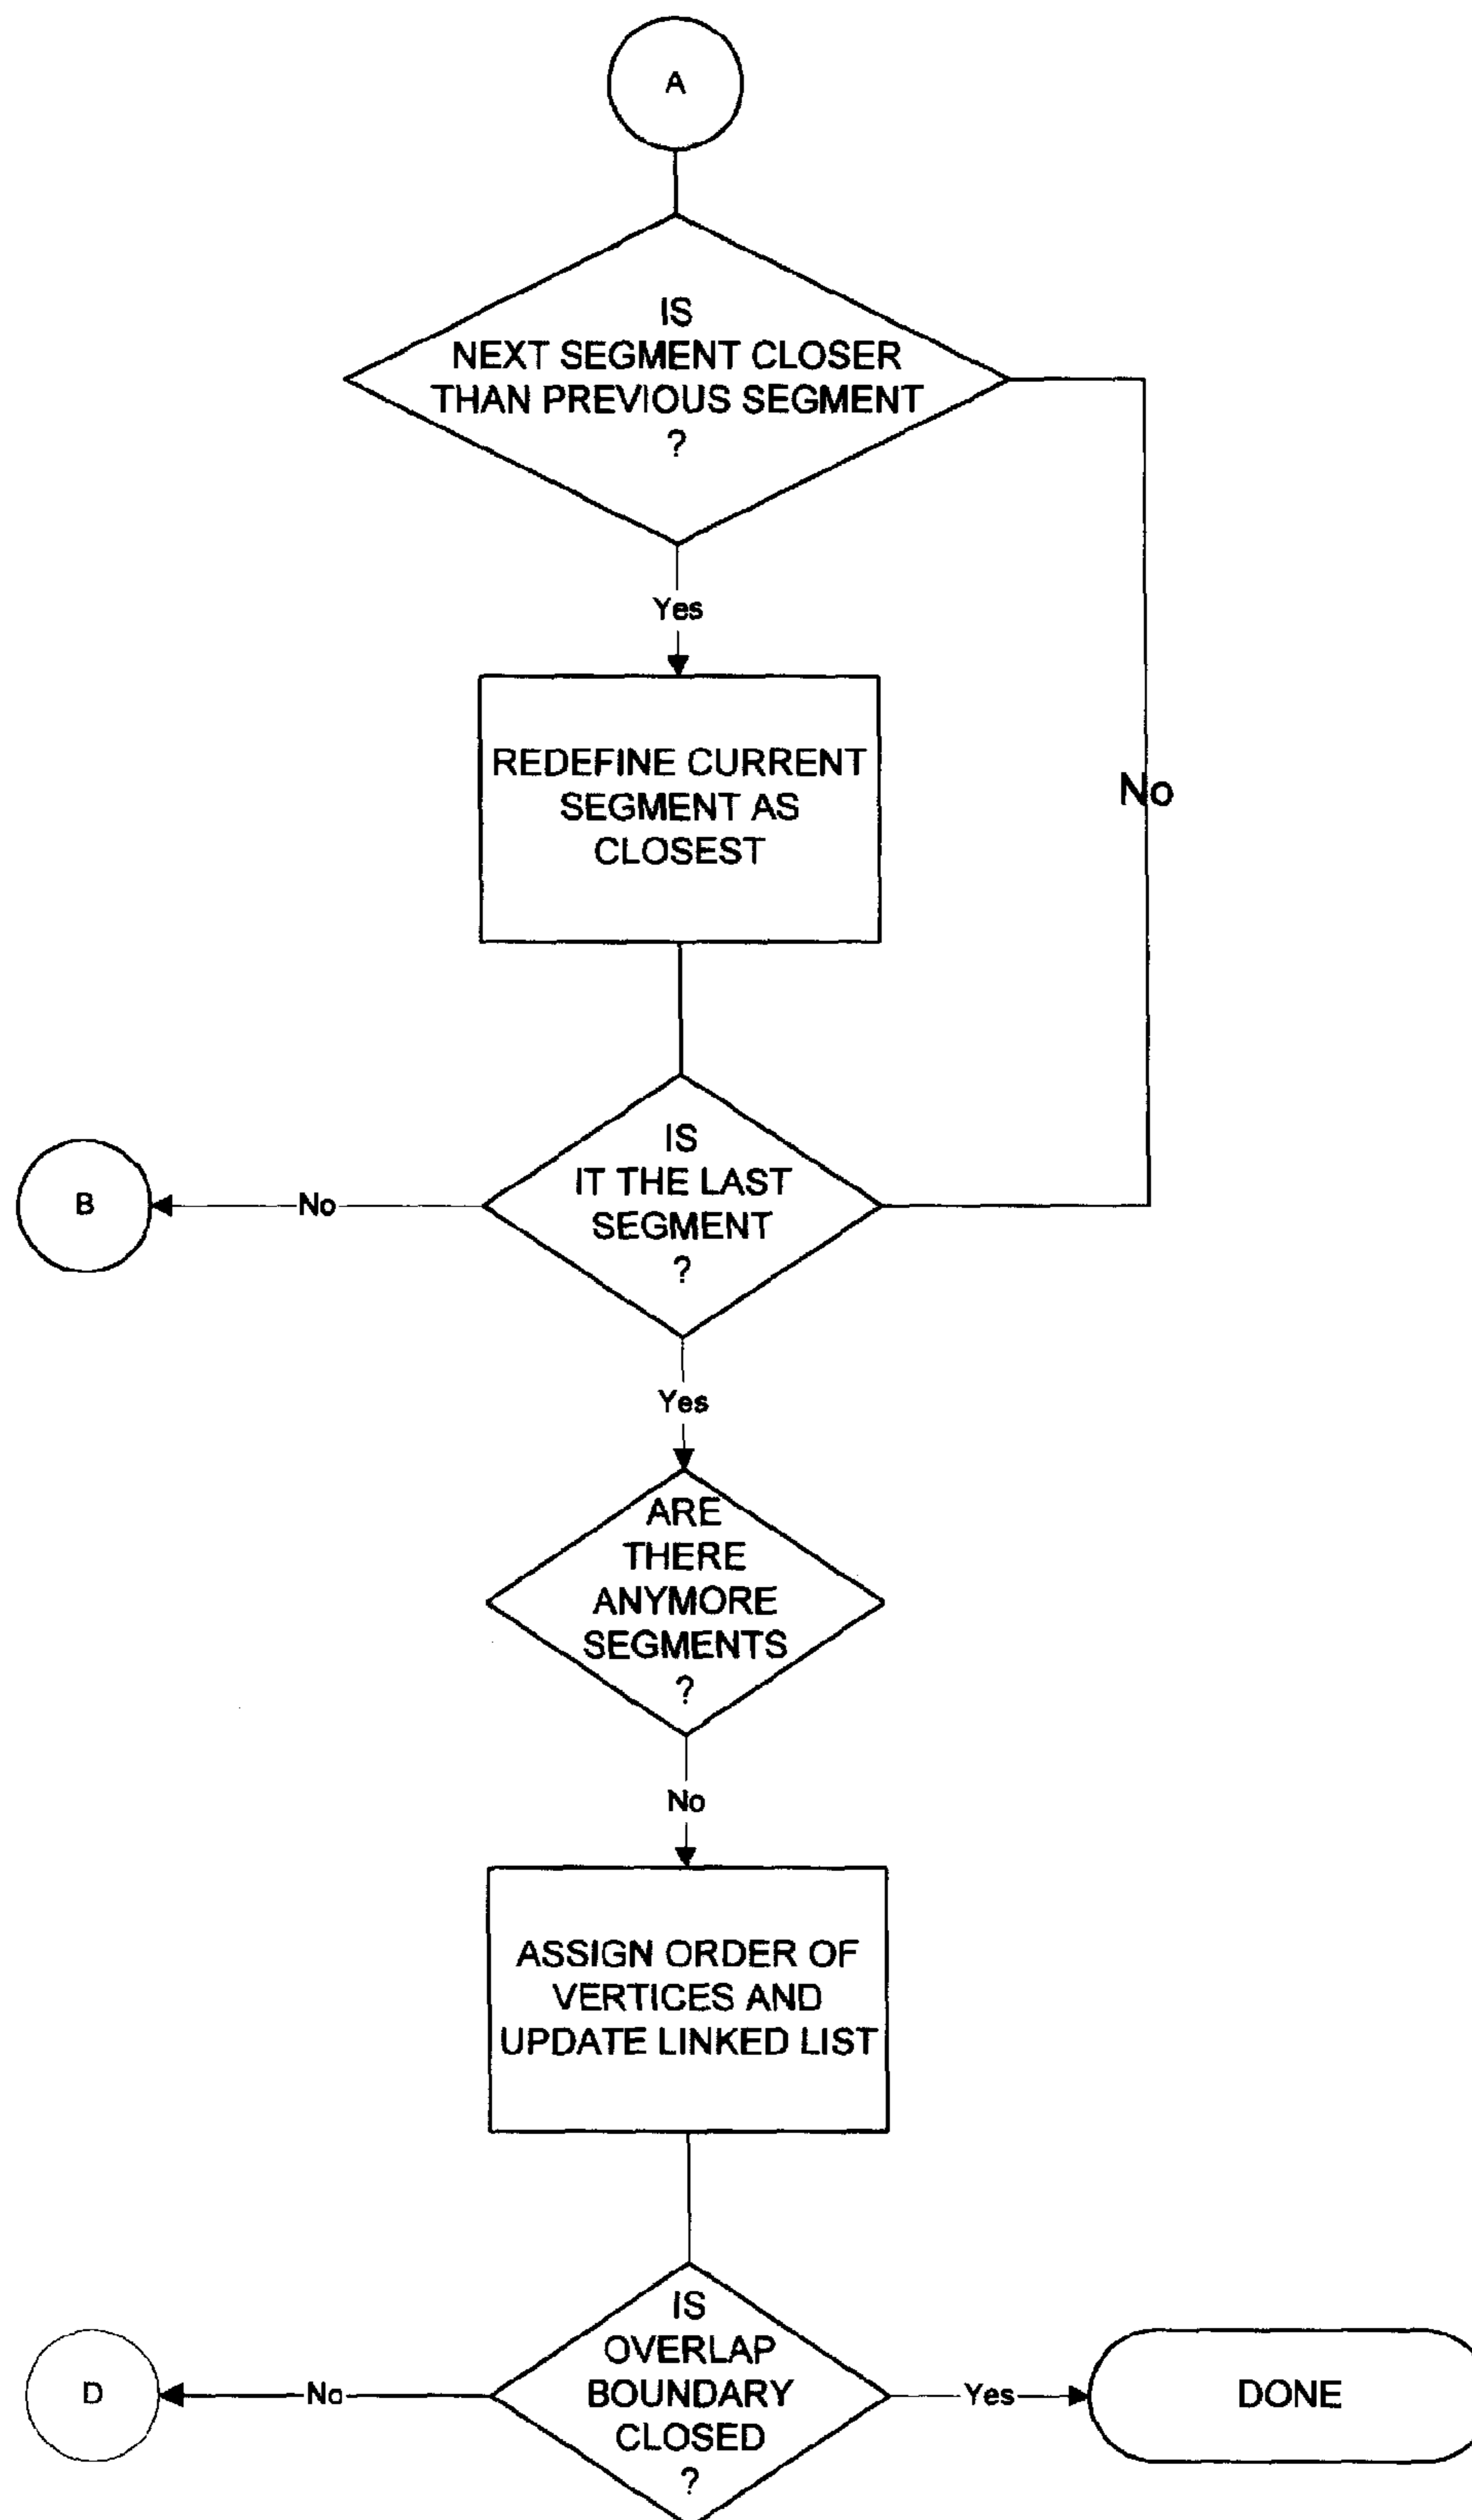 A
IS
NEXT SEGMENT CLOSER
THAN PREVIOUS SEGMENT
?
Yes
REDEFINE CURRENT
SEGMENT AS
CLOSEST
No
IS
IT THE LAST
SEGMENT
?
No
B
Yes
ARE
THERE
ANYMORE
SEGMENTS
?
No
ASSIGN ORDER OF
VERTICES AND
UPDATE LINKED LIST
IS
OVERLAP
BOUNDARY
CLOSED
?
No
D
Yes
DONE